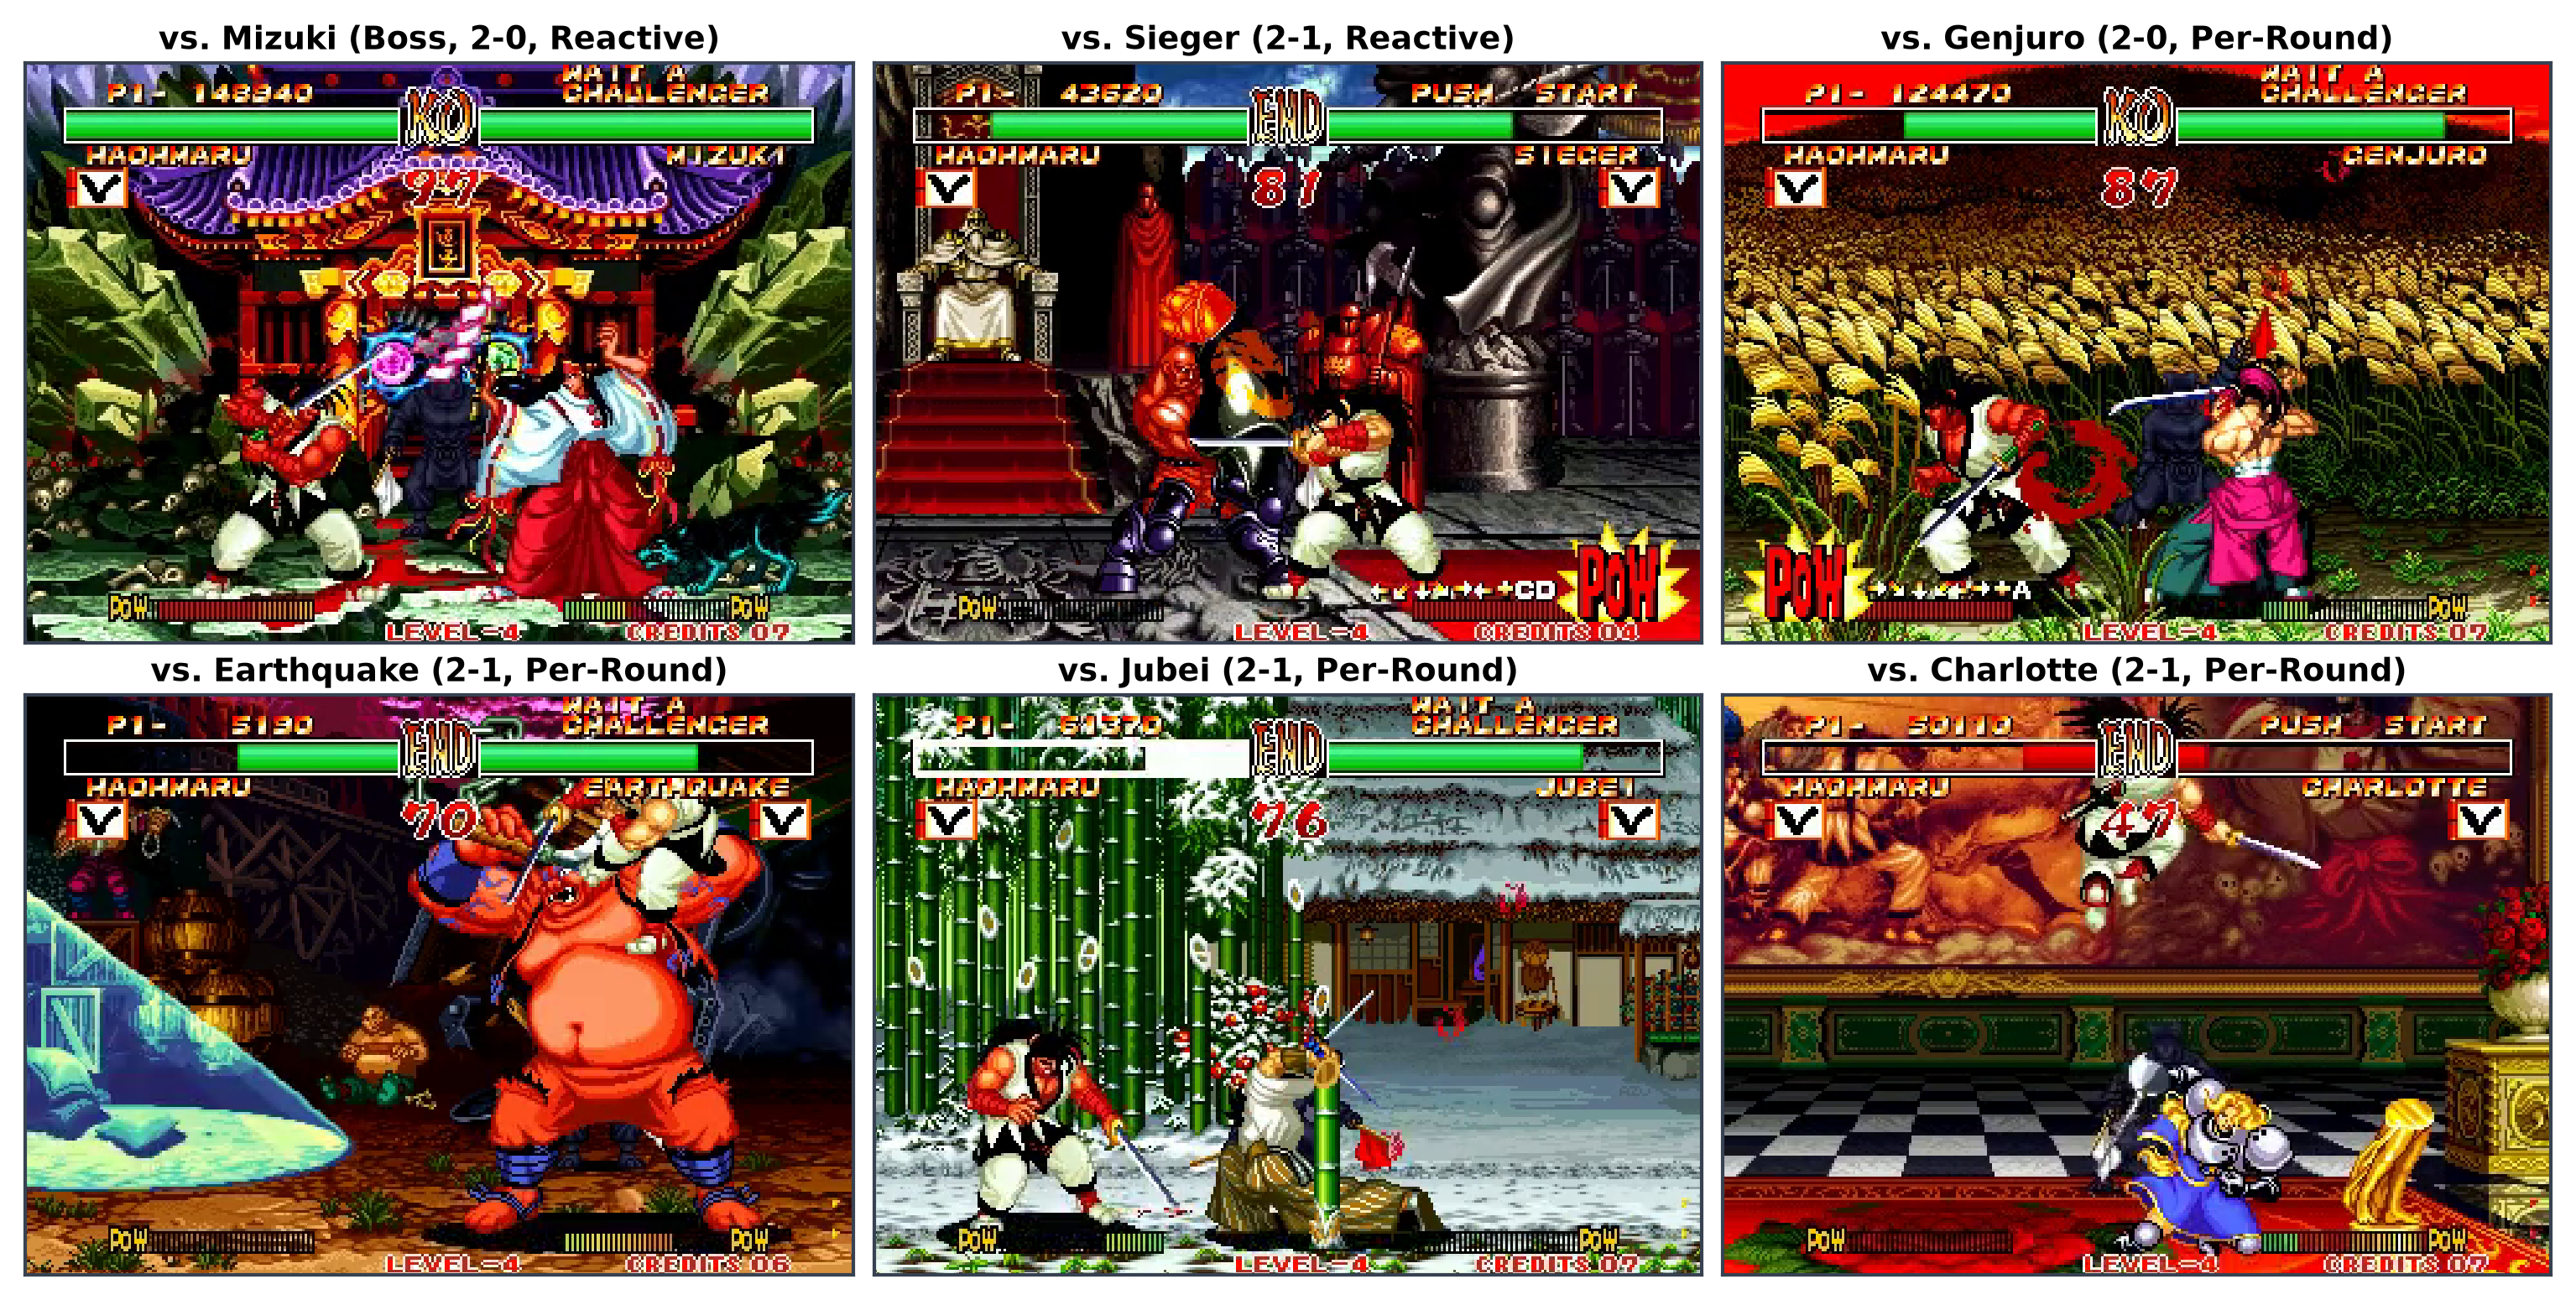 vs. Mizuki (Boss, 2-0, Reactive)
P1- 148940
WAIT A
CHALLENGER
KO
HAOHMARU
MIZUKI
97
POW
POW
LEVEL-4
CREDITS 07
vs. Sieger (2-1, Reactive)
P1- 43620
PUSH START
END
HAOHMARU
SIEGER
81
POW
+CD
POW
LEVEL-4
CREDITS 04
vs. Genjuro (2-0, Per-Round)
P1- 124470
WAIT A
CHALLENGER
KO
HAOHMARU
GENJURO
87
POW
+A
POW
LEVEL-4
CREDITS 07
vs. Earthquake (2-1, Per-Round)
P1- 5190
WAIT A
CHALLENGER
END
HAOHMARU
EARTHQUAKE
70
POW
POW
LEVEL-4
CREDITS 06
vs. Jubei (2-1, Per-Round)
P1- 61370
WAIT A
CHALLENGER
END
HAOHMARU
JUBEI
76
POW
POW
LEVEL-4
CREDITS 07
vs. Charlotte (2-1, Per-Round)
P1- 50110
PUSH START
END
HAOHMARU
CHARLOTTE
47
POW
POW
LEVEL-4
CREDITS 07